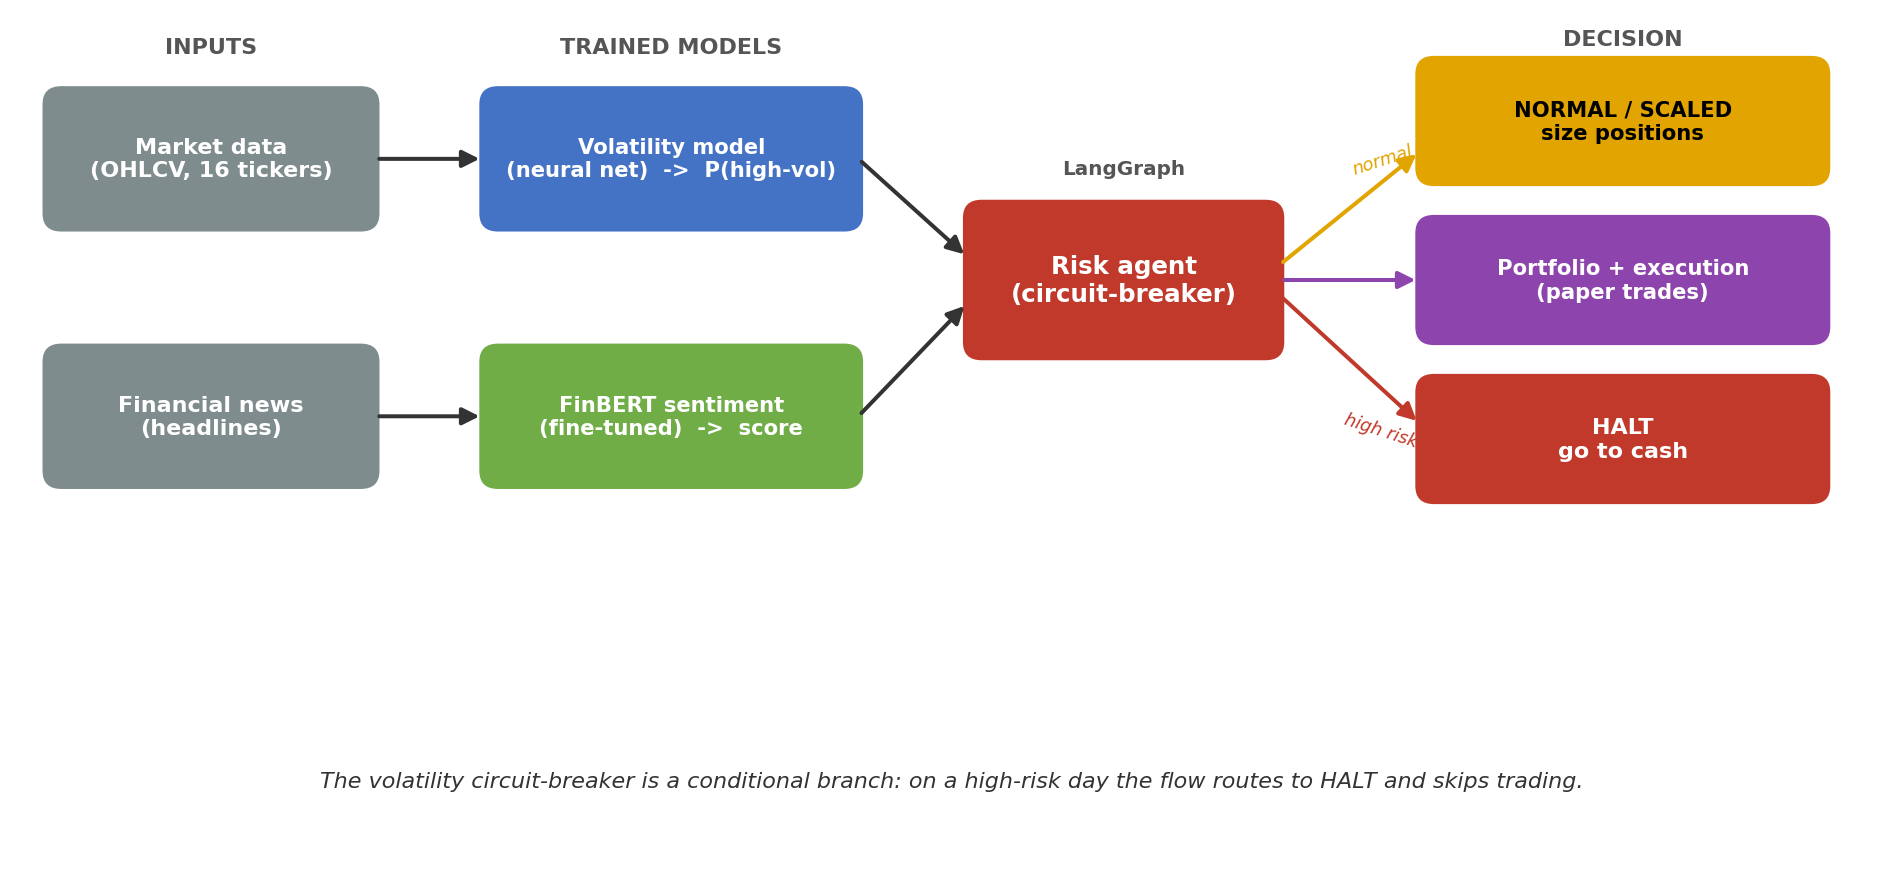 INPUTS
TRAINED MODELS
DECISION
Market data
(OHLCV, 16 tickers)
Volatility model
(neural net)  ->  P(high-vol)
NORMAL / SCALED
size positions
normal
LangGraph
Risk agent
(circuit-breaker)
Portfolio + execution
(paper trades)
Financial news
(headlines)
FinBERT sentiment
(fine-tuned)  ->  score
high risk
HALT
go to cash
The volatility circuit-breaker is a conditional branch: on a high-risk day the flow routes to HALT and skips trading.